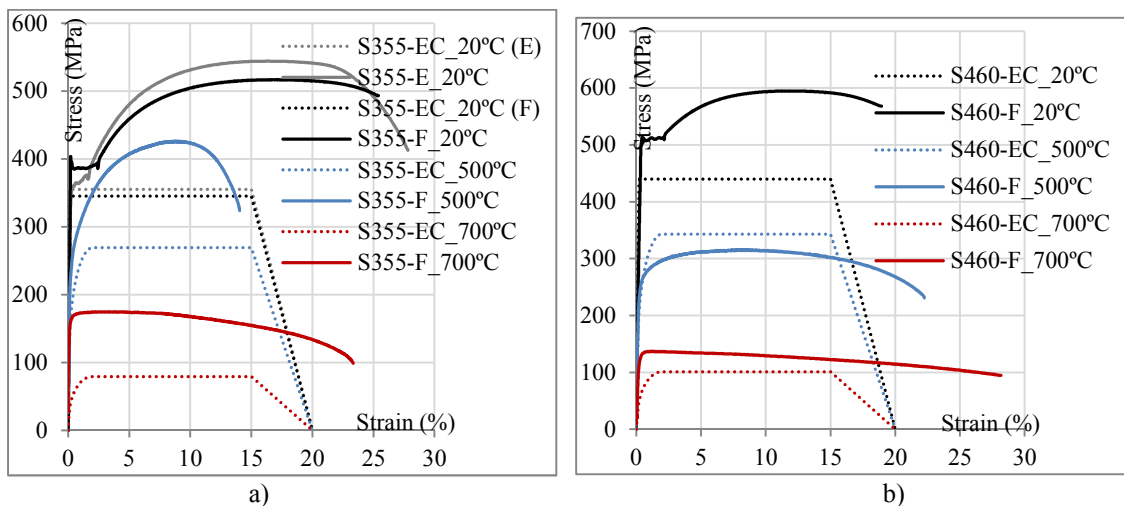 600
500
400
300
200
100
0
0 5 10 15 20 25 30
Stress (MPa)
Strain (%)
S355-EC_20ºC (E)
S355-E_20ºC
S355-EC_20ºC (F)
S355-F_20ºC
S355-EC_500ºC
S355-F_500ºC
S355-EC_700ºC
S355-F_700ºC
a)
700
600
500
400
300
200
100
0
0 5 10 15 20 25 30
Stress (MPa)
Strain (%)
S460-EC_20ºC
S460-F_20ºC
S460-EC_500ºC
S460-F_500ºC
S460-EC_700ºC
S460-F_700ºC
b)